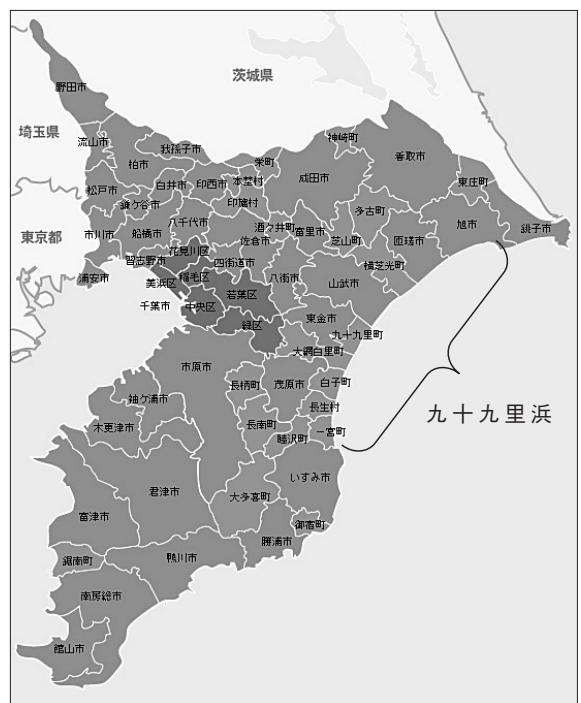 茨城県
野田市
埼玉県
流山市
我孫子市
神崎町
栄町
香取市
柏市
成田市
松戸市
白井市
印西市
本埜村
東庄町
鎌ケ谷市
印旛村
多古町
市川市
船橋市
八千代市
酒々井町
富里市
旭市
銚子市
東京都
花見川区
佐倉市
芝山町
匝瑳市
習志野市
四街道市
横芝光町
浦安市
美浜区
稲毛区
八街市
山武市
若葉区
千葉市
中央区
東金市
緑区
九十九里町
大網白里町
市原市
長柄町
茂原市
白子町
袖ケ浦市
長生村
九十九里浜
木更津市
長南町
一宮町
睦沢町
いすみ市
君津市
大多喜町
富津市
御宿町
勝浦市
鋸南町
鴨川市
南房総市
館山市